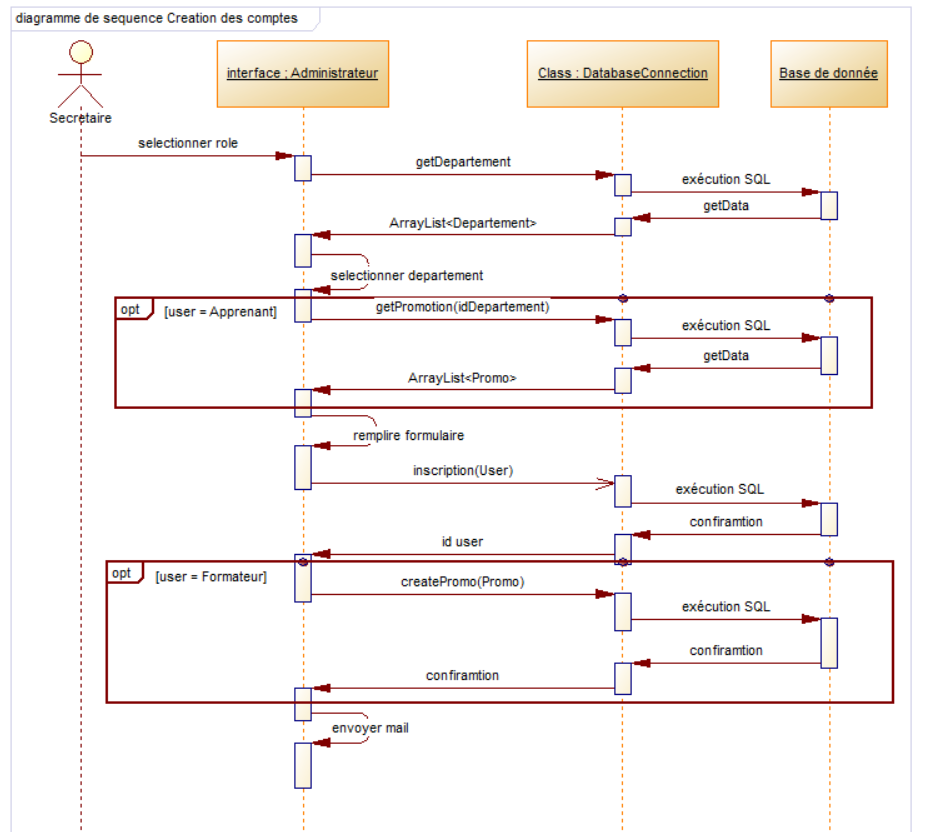 diagramme de sequence Creation des comptes
interface : Administrateur
Class : DatabaseConnection
Base de donnée
Secretaire
selectionner role
getDepartement
exécution SQL
getData
ArrayList<Departement>
selectionner departement
opt
[user = Apprenant]
getPromotion(idDepartement)
exécution SQL
getData
ArrayList<Promo>
remplire formulaire
inscription(User)
exécution SQL
confiramtion
id user
opt
[user = Formateur]
createPromo(Promo)
exécution SQL
confiramtion
confiramtion
envoyer mail